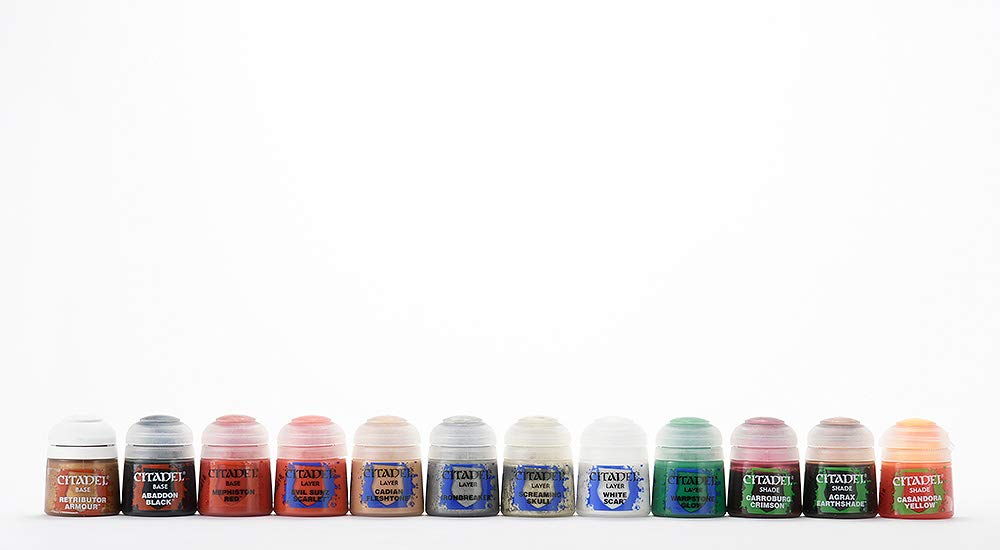 CITADEL
BASE
RETRIBUTOR
ARMOUR
CITADEL
BASE
ABADDON
BLACK
CITADEL
BASE
MEPHISTON
RED
CITADEL
LAYER
EVIL SUNZ
SCARLET
CITADEL
LAYER
CADIAN
FLESHTONE
CITADEL
LAYER
IRONBREAKER
CITADEL
LAYER
SCREAMING
SKULL
CITADEL
LAYER
WHITE
SCAR
CITADEL
LAYER
WARPSTONE
GLOW
CITADEL
SHADE
CARROBURG
CRIMSON
CITADEL
SHADE
AGRAX
EARTHSHADE
CITADEL
SHADE
CASANDORA
YELLOW